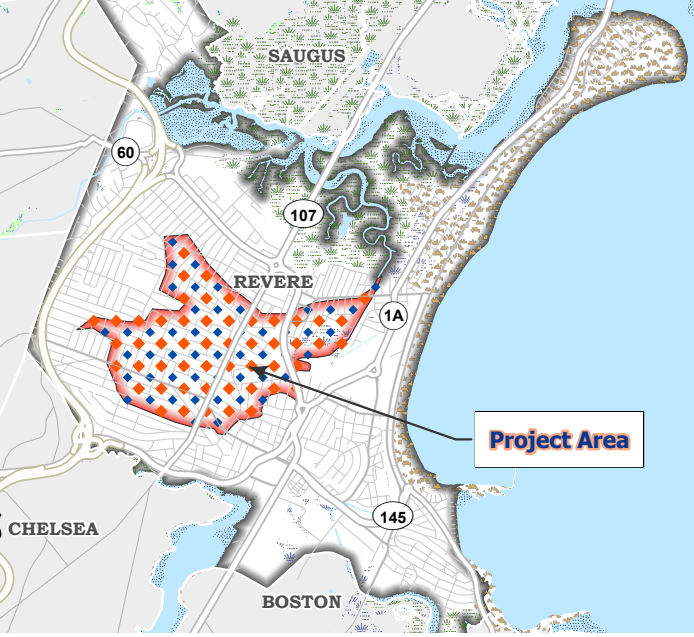 SAUGUS
60
107
REVERE
1A
Project Area
145
CHELSEA
BOSTON